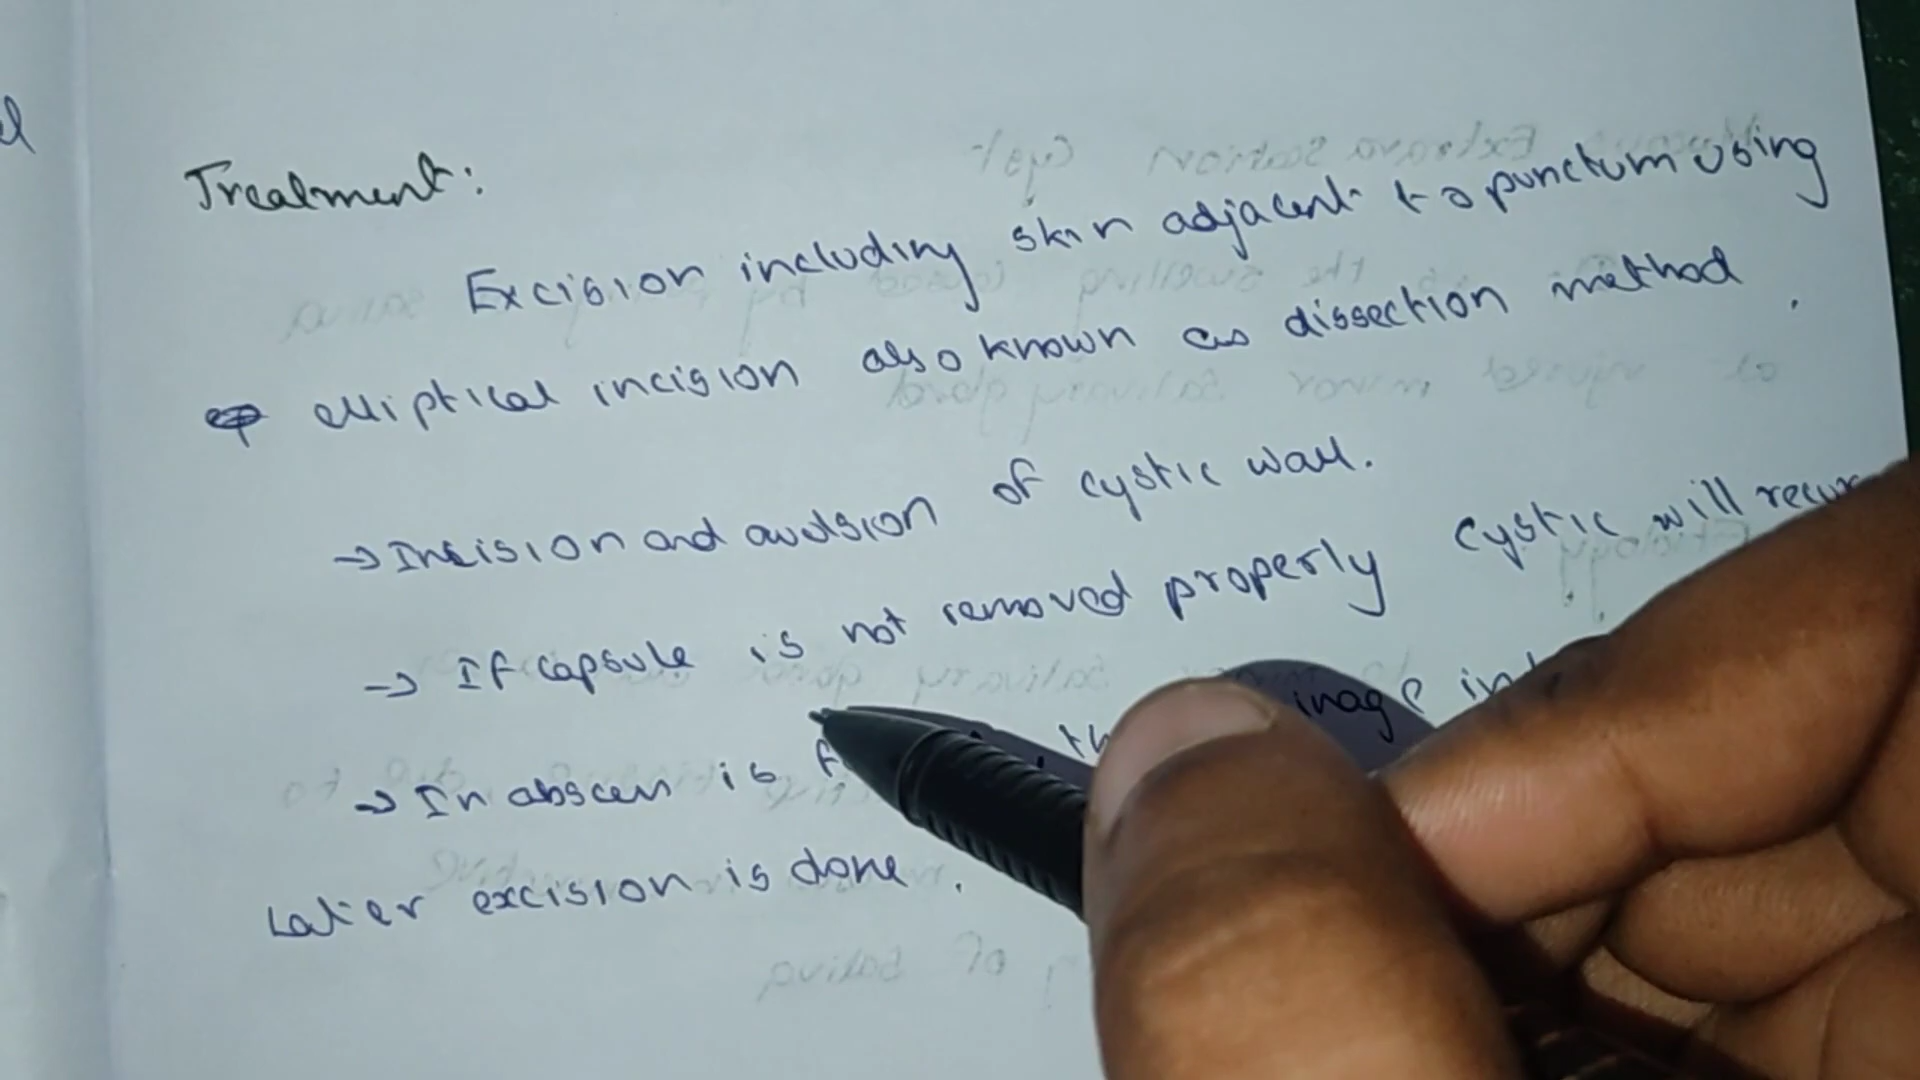 Treatment:
Excision including skin adjacent to punctum using
elliptical incision also known as dissection method.
→ Incision and avulsion of cystic wall.
→ If capsule is not removed properly cystic will recur
→ In abscess is
Later excision is done.